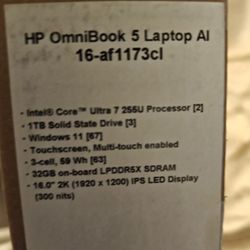 HP OmniBook 5 Laptop AI
16-af1173cl
- Intel® Core™ Ultra 7 255U Processor [2]
- 1TB Solid State Drive [3]
- Windows 11 [67]
- Touchscreen, Multi-touch enabled
- 3-cell, 59 Wh [63]
- 32GB on-board LPDDR5X SDRAM
- 16.0" 2K (1920 x 1200) IPS LED Display
(300 nits)